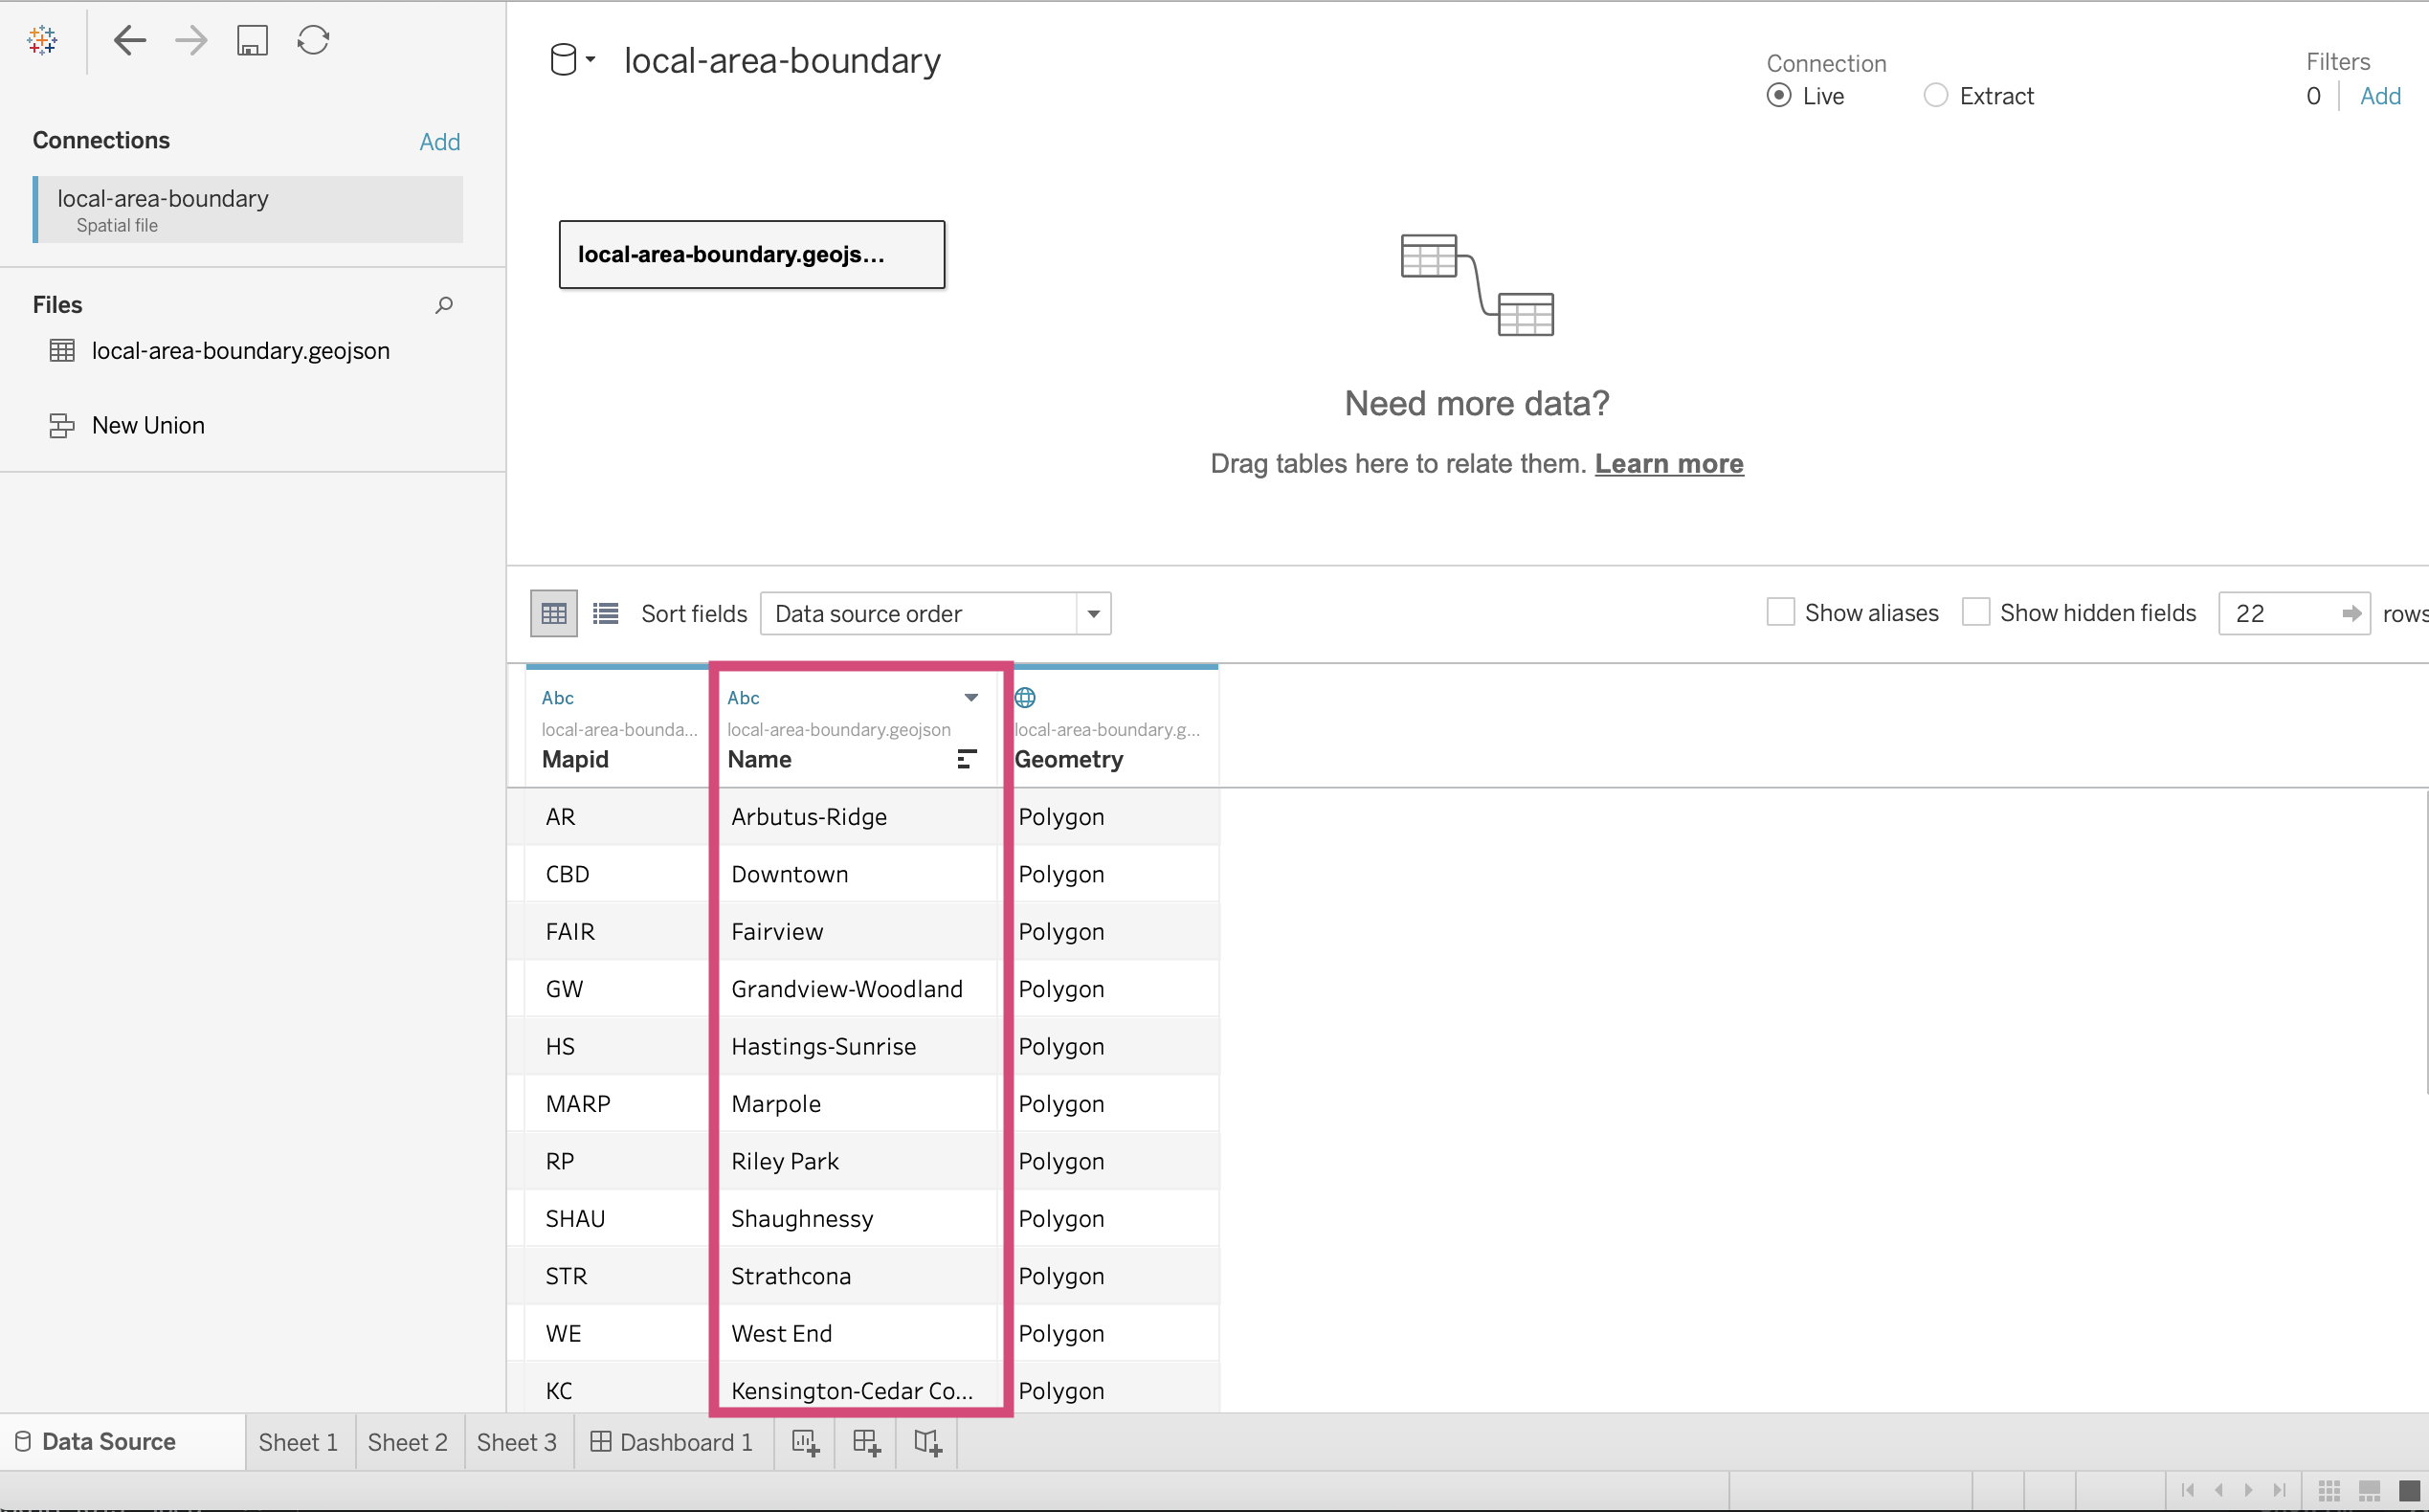 local-area-boundary
Connection
Live
Extract
Filters
0
Add
Connections
Add
local-area-boundary
Spatial file
local-area-boundary.geojs...
Files
local-area-boundary.geojson
New Union
Need more data?
Drag tables here to relate them. Learn more
Sort fields
Data source order
Show aliases
Show hidden fields
22
rows
Abc
Abc
local-area-bounda...
local-area-boundary.geojson
local-area-boundary.g...
Mapid
Name
Geometry
AR
Arbutus-Ridge
Polygon
CBD
Downtown
Polygon
FAIR
Fairview
Polygon
GW
Grandview-Woodland
Polygon
HS
Hastings-Sunrise
Polygon
MARP
Marpole
Polygon
RP
Riley Park
Polygon
SHAU
Shaughnessy
Polygon
STR
Strathcona
Polygon
WE
West End
Polygon
KC
Kensington-Cedar Co...
Polygon
Data Source
Sheet 1
Sheet 2
Sheet 3
Dashboard 1